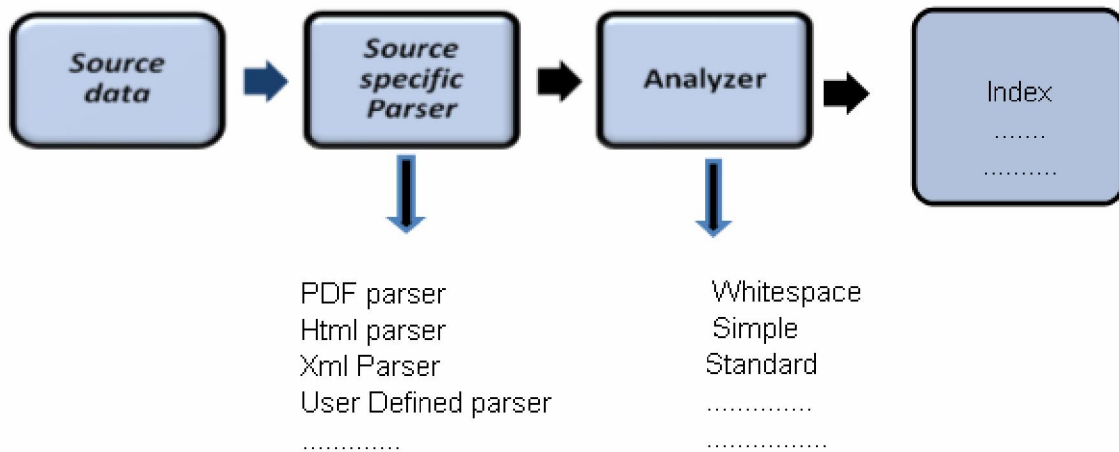 Source
data
Source
specific
Parser
Analyzer
Index
.......
..........
PDF parser
Html parser
Xml Parser
User Defined parser
.............
Whitespace
Simple
Standard
..............
................